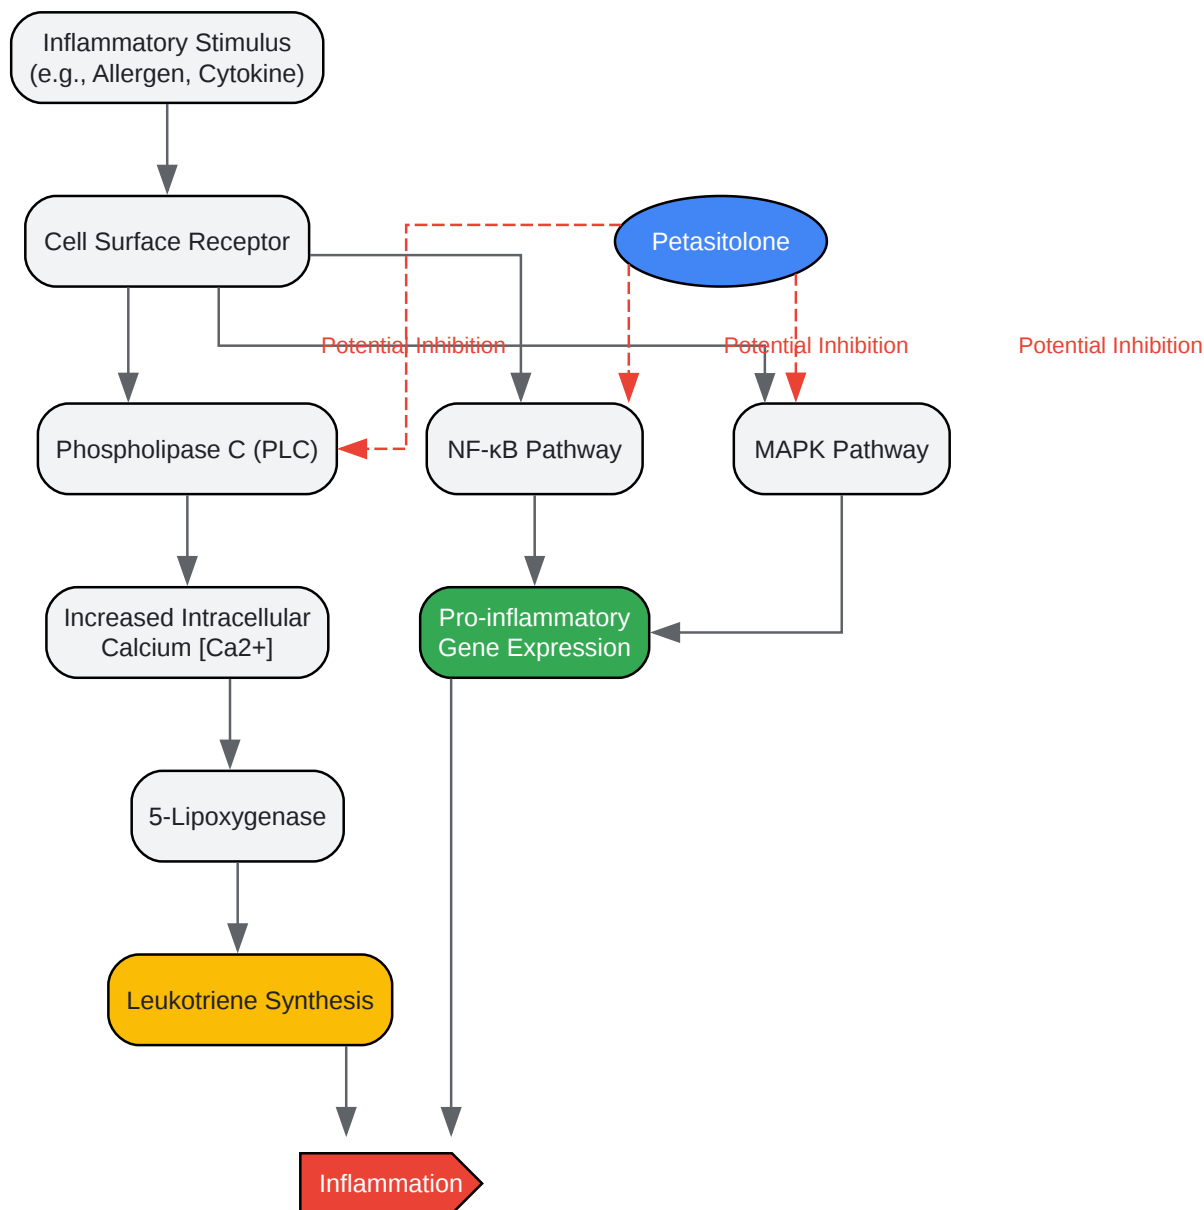 Inflammatory Stimulus
(e.g., Allergen, Cytokine)
Cell Surface Receptor
Petasitolone
Potential Inhibition
Potential Inhibition
Potential Inhibition
Phospholipase C (PLC)
NF-κB Pathway
MAPK Pathway
Increased Intracellular
Calcium [Ca2+]
Pro-inflammatory
Gene Expression
5-Lipoxygenase
Leukotriene Synthesis
Inflammation